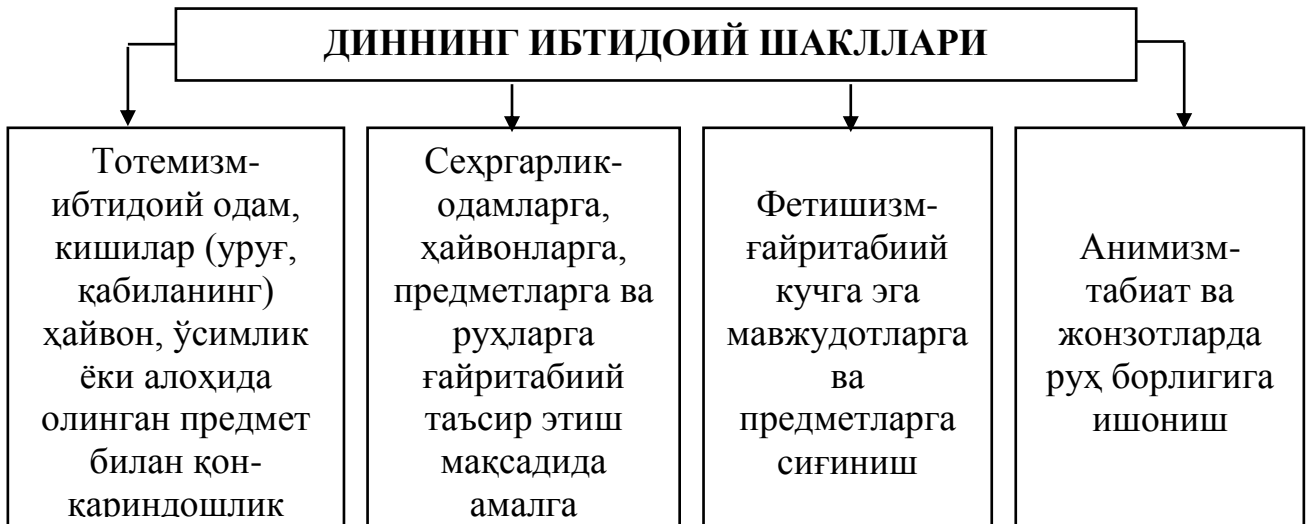 ДИННИНГ ИБТИДОИЙ ШАКЛЛАРИ
Тотемизм-
ибтидоий одам,
кишилар (уруғ,
қабиланинг)
ҳайвон, ўсимлик
ёки алоҳида
олинган предмет
билан қон-
қариндошлик
Сеҳргарлик-
одамларга,
ҳайвонларга,
предметларга ва
руҳларга
ғайритабиий
таъсир этиш
мақсадида
амалга
Фетишизм-
ғайритабиий
кучга эга
мавжудотларга
ва
предметларга
сиғиниш
Анимизм-
табиат ва
жонзотларда
руҳ борлигига
ишониш